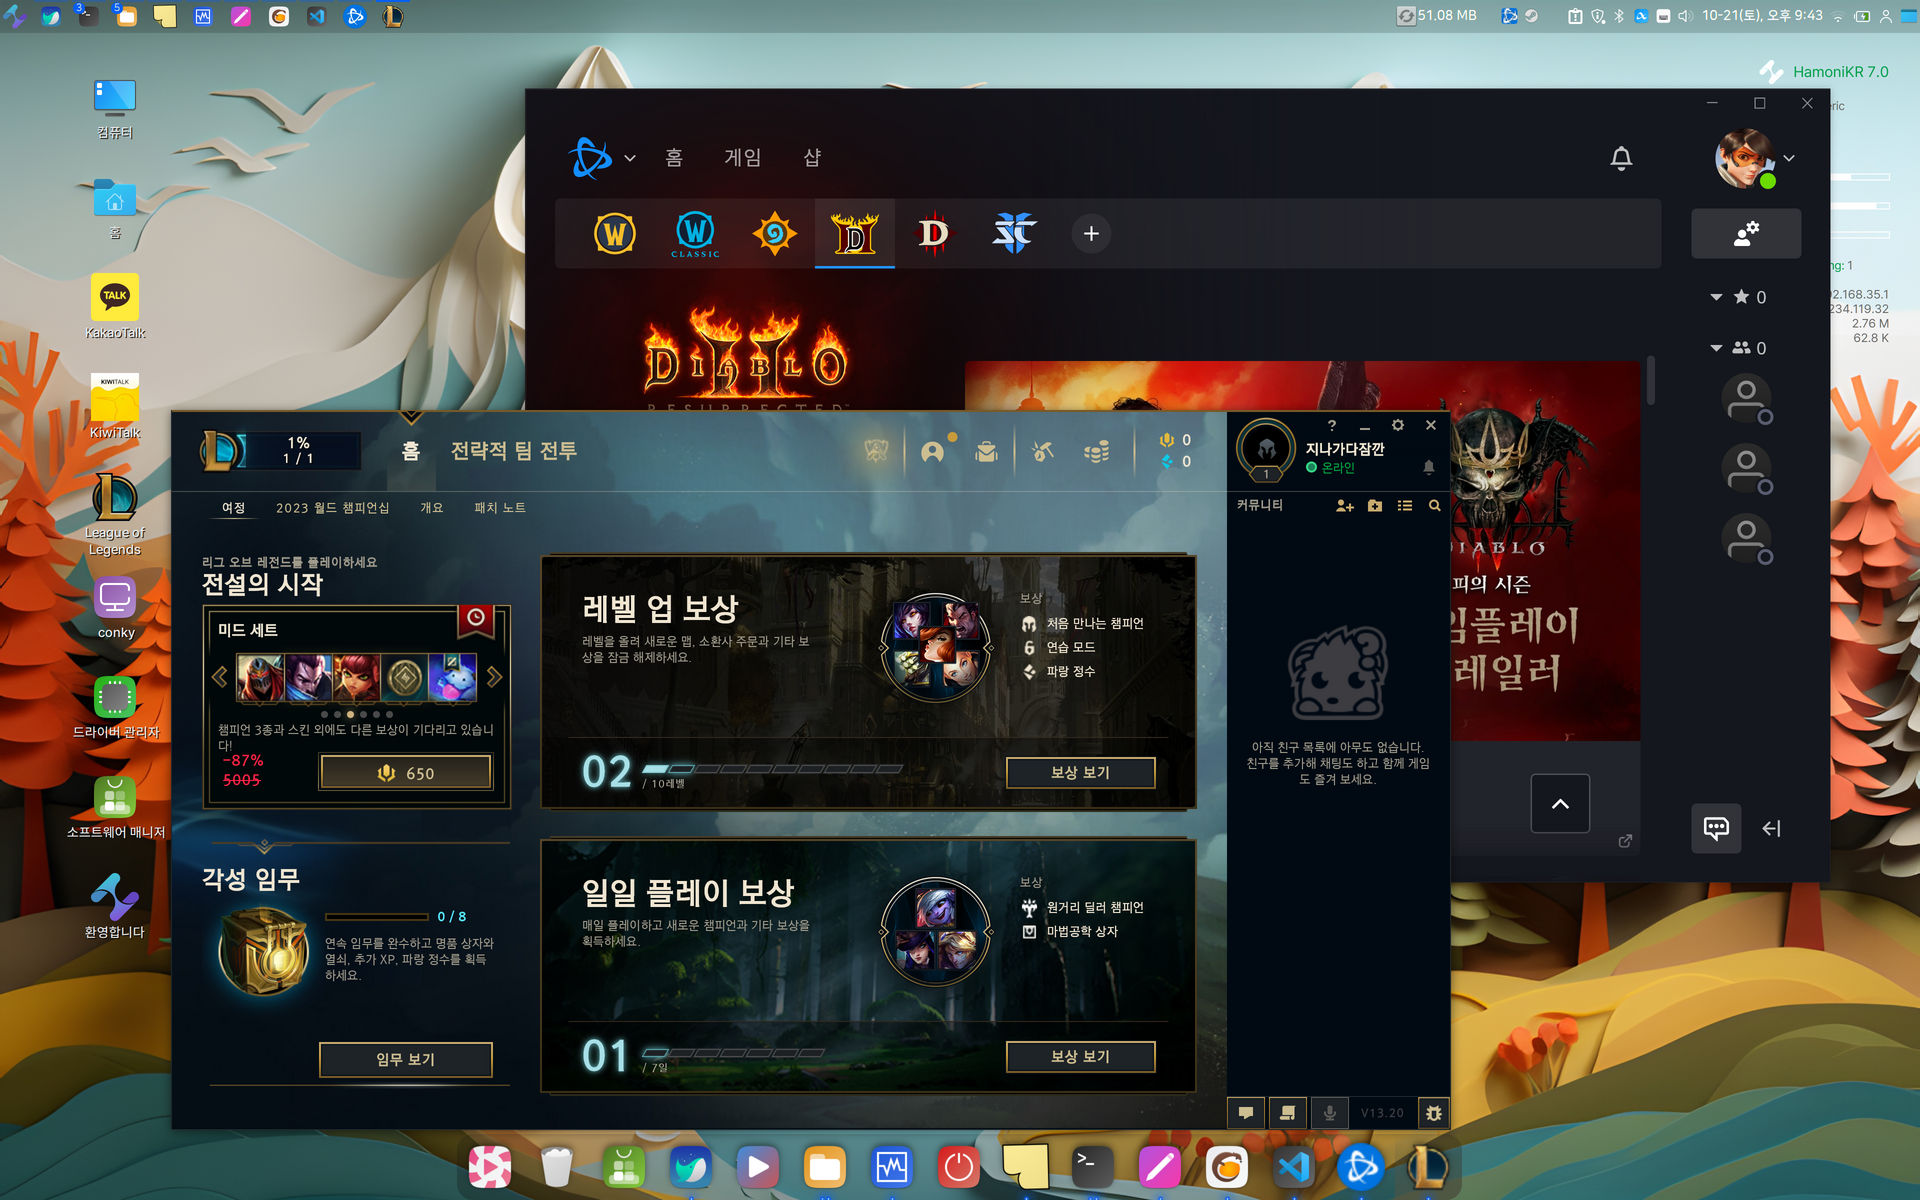 3
5
51.08 MB
10-21(토), 오후 9:43
HamoniKR 7.0
eric
컴퓨터
홈
TALK
KakaoTalk
KIWITALK
KiwiTalk
League of
Legends
conky
드라이버 관리자
소프트웨어 매니저
환영합니다
홈
게임
샵
CLASSIC
DIABLO
RESURRECTED
0
0
ng: 1
92.168.35.1
234.119.32
2.76 M
62.8 K
DIABLO
피의 시즌
임플레이
레일러
1%
1 / 1
홈
전략적 팀 전투
0
0
여정
2023 월드 챔피언십
개요
패치 노트
리그 오브 레전드를 플레이하세요
전설의 시작
미드 세트
챔피언 3종과 스킨 외에도 다른 보상이 기다리고 있습니
다!
-87%
5005
650
각성 임무
0 / 8
연속 임무를 완수하고 명품 상자와
열쇠, 추가 XP, 파랑 정수를 획득
하세요.
임무 보기
레벨 업 보상
레벨을 올려 새로운 맵, 소환사 주문과 기타 보
상을 잠금 해제하세요.
보상
처음 만나는 챔피언
연습 모드
파랑 정수
02
/ 10레벨
보상 보기
일일 플레이 보상
매일 플레이하고 새로운 챔피언과 기타 보상을
획득하세요.
보상
원거리 딜러 챔피언
마법공학 상자
01
/ 7일
보상 보기
지나가다잠깐
온라인
1
커뮤니티
아직 친구 목록에 아무도 없습니다.
친구를 추가해 채팅도 하고 함께 게임
도 즐겨 보세요.
V13.20